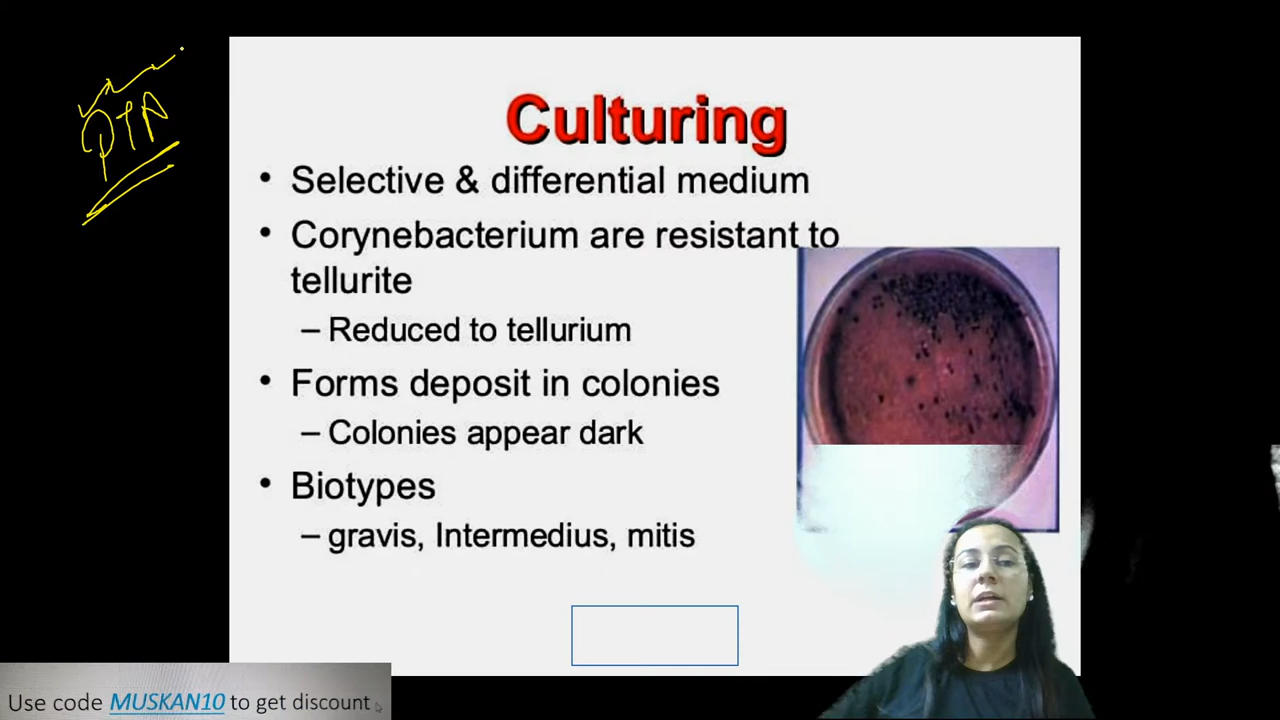 PTA
Culturing
• Selective & differential medium
• Corynebacterium are resistant to
tellurite
– Reduced to tellurium
• Forms deposit in colonies
– Colonies appear dark
• Biotypes
– gravis, Intermedius, mitis
Use code MUSKAN10 to get discount